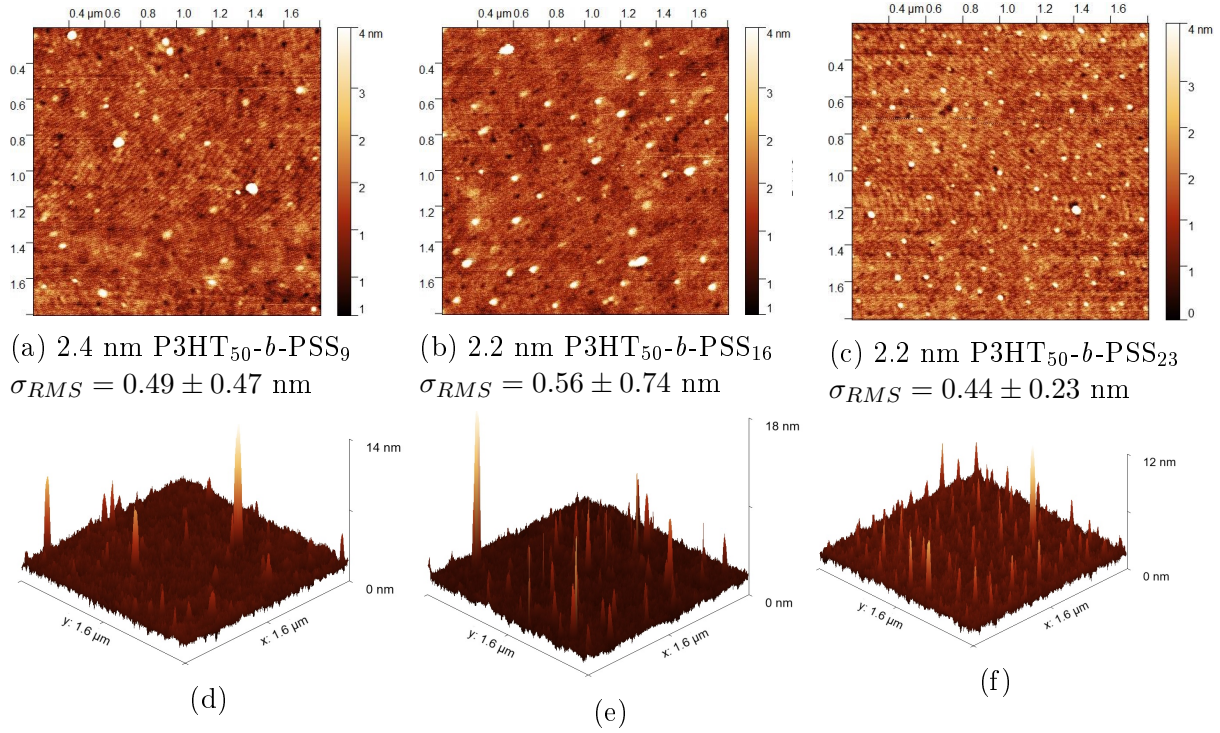 0.4 μm 0.6 0.8 1.0 1.2 1.4 1.6
0.4
0.6
0.8
1.0
1.2
1.4
1.6
4 nm
3
2
2
1
1
(a) 2.4 nm P3HT₅₀-b-PSS₉
σRMS = 0.49 ± 0.47 nm
0.4 μm 0.6 0.8 1.0 1.2 1.4 1.6
0.4
0.6
0.8
1.0
1.2
1.4
1.6
4 nm
3
2
2
1
1
(b) 2.2 nm P3HT₅₀-b-PSS₁₆
σRMS = 0.56 ± 0.74 nm
0.4 μm 0.6 0.8 1.0 1.2 1.4 1.6
0.4
0.6
0.8
1.0
1.2
1.4
1.6
4 nm
3
2
1
1
0
(c) 2.2 nm P3HT₅₀-b-PSS₂₃
σRMS = 0.44 ± 0.23 nm
14 nm
0 nm
y: 1.6 μm
x: 1.6 μm
(d)
18 nm
0 nm
y: 1.6 μm
x: 1.6 μm
(e)
12 nm
0 nm
y: 1.6 μm
x: 1.6 μm
(f)